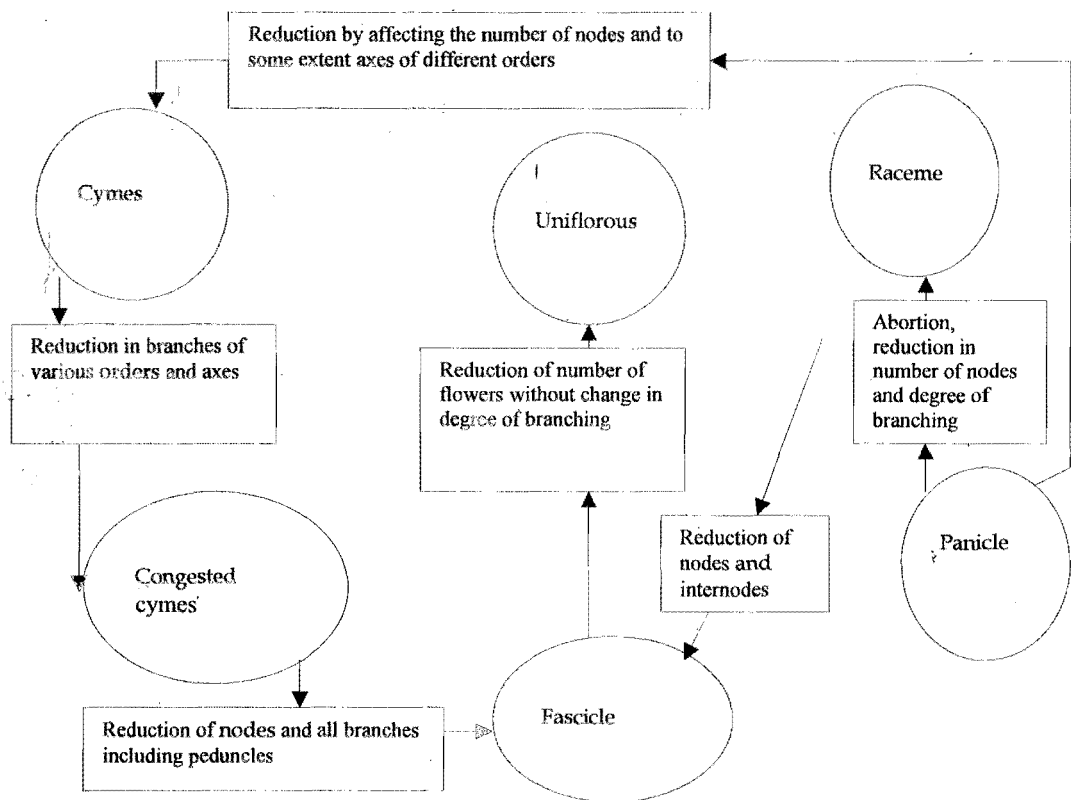 Reduction by affecting the number of nodes and to
some extent axes of different orders
Cymes
Uniflorous
Raceme
Reduction in branches of
various orders and axes
Reduction of number of
flowers without change in
degree of branching
Abortion,
reduction in
number of nodes
and degree of
branching
Congested
cymes
Reduction of
nodes and
internodes
Panicle
Reduction of nodes and all branches
including peduncles
Fascicle